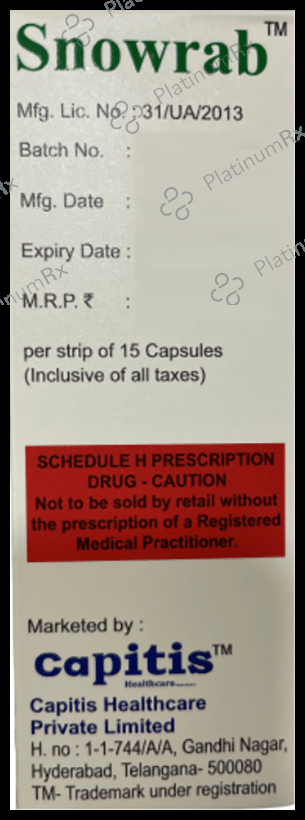 Snowrab™
Mfg. Lic. No. : 31/UA/2013
Batch No. :
Mfg. Date :
Expiry Date :
M.R.P. ₹ :
per strip of 15 Capsules
(Inclusive of all taxes)
SCHEDULE H PRESCRIPTION
DRUG - CAUTION
Not to be sold by retail without
the prescription of a Registered
Medical Practitioner.
Marketed by :
capitis™
Healthcare
Capitis Healthcare
Private Limited
H. no : 1-1-744/A/A, Gandhi Nagar,
Hyderabad, Telangana- 500080
TM- Trademark under registration
PlatinumRx
PlatinumRx
PlatinumRx